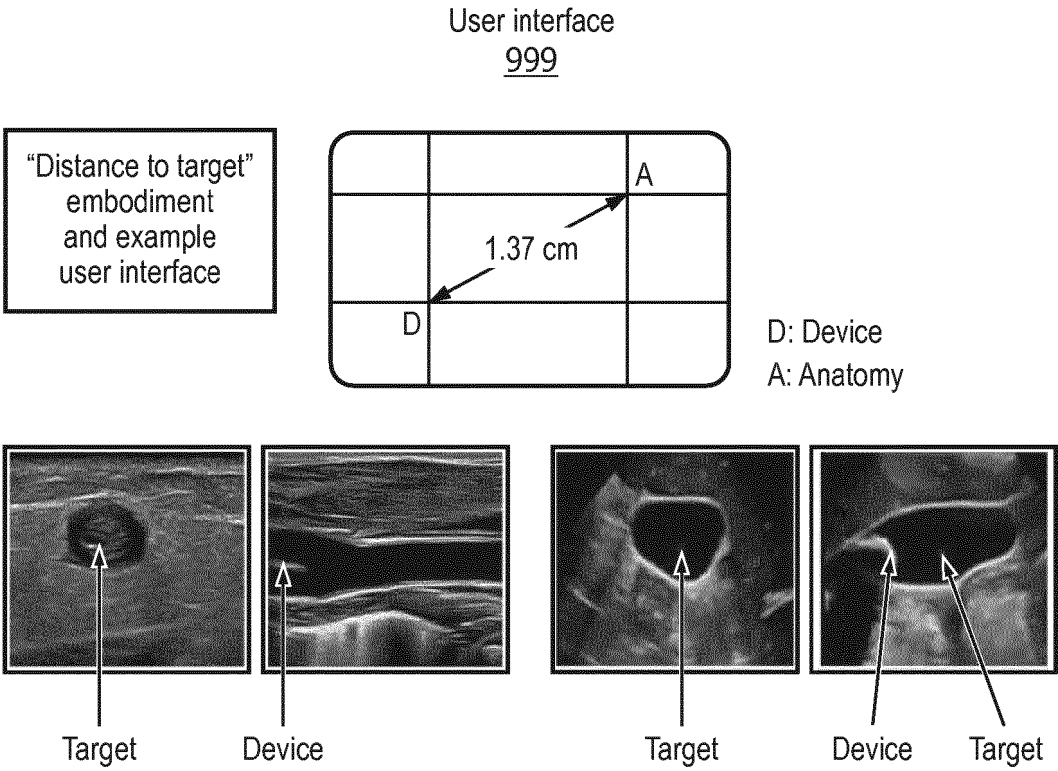 User interface
999
“Distance to target”
embodiment
and example
user interface
A
1.37 cm
D
D: Device
A: Anatomy
Target
Device
Target
Device
Target